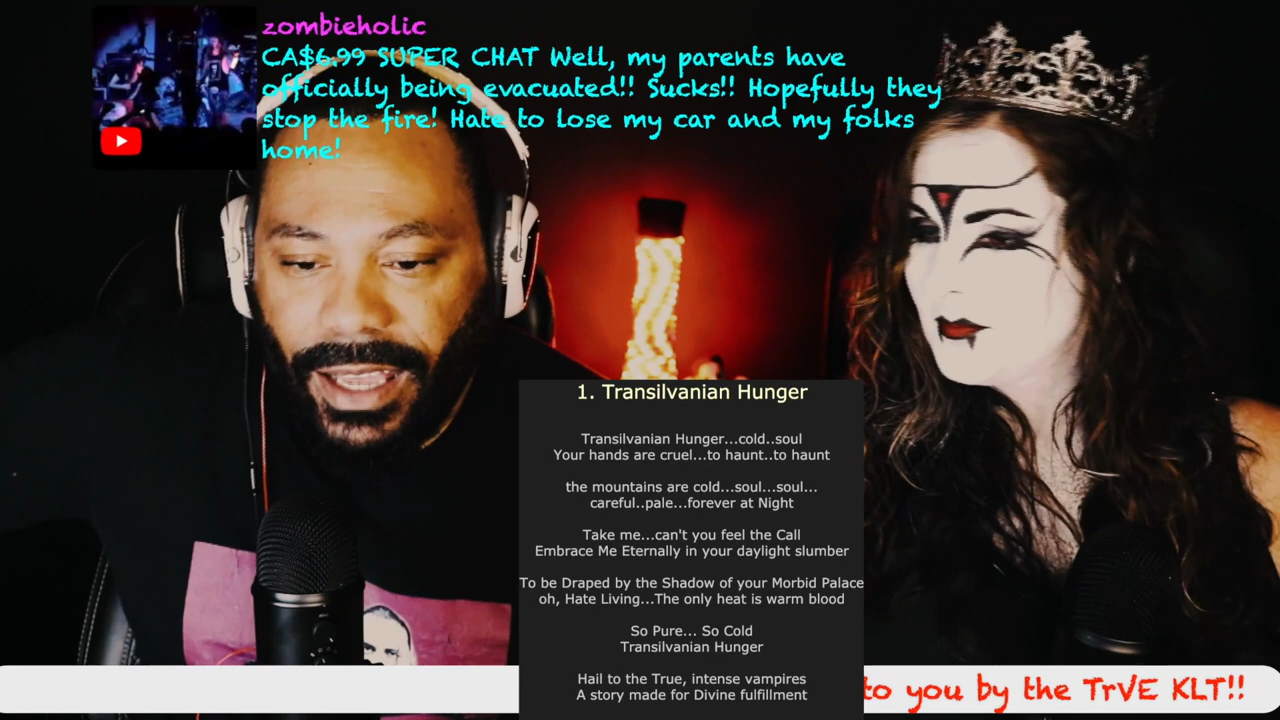 zombieholic
CA$6.99 SUPER CHAT Well, my parents have
officially being evacuated!! Sucks!! Hopefully they
stop the fire! Hate to lose my car and my folks
home!
1. Transilvanian Hunger
Transilvanian Hunger...cold..soul
Your hands are cruel...to haunt..to haunt
the mountains are cold...soul...soul...
careful..pale...forever at Night
Take me...can't you feel the Call
Embrace Me Eternally in your daylight slumber
To be Draped by the Shadow of your Morbid Palace
oh, Hate Living...The only heat is warm blood
So Pure... So Cold
Transilvanian Hunger
Hail to the True, intense vampires
A story made for Divine fulfillment
to you by the TrVE KLT!!